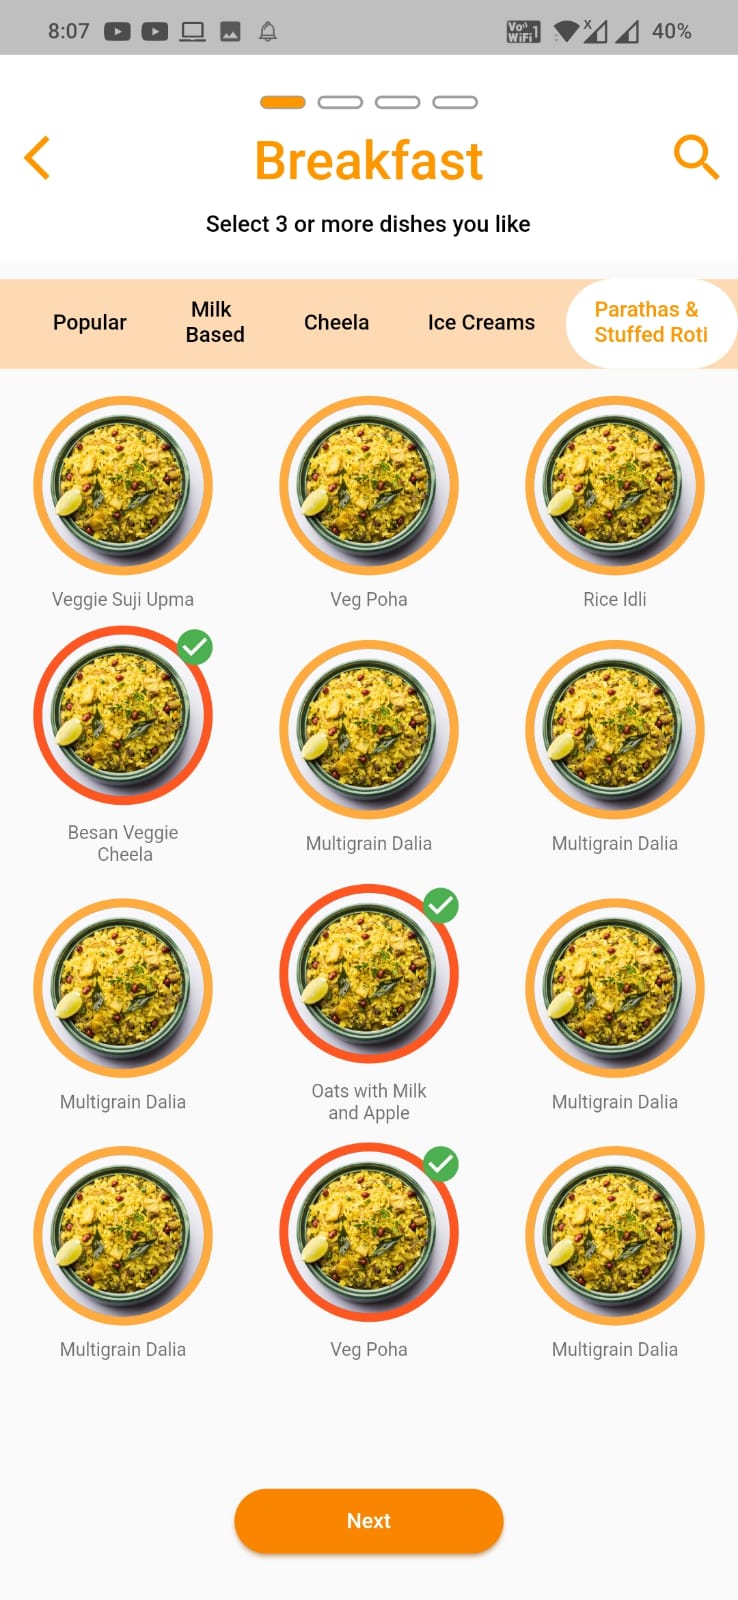 8:07
Vo
WiFi 1
40%
Breakfast
Select 3 or more dishes you like
Popular
Milk
Based
Cheela
Ice Creams
Parathas &
Stuffed Roti
Veggie Suji Upma
Veg Poha
Rice Idli
Besan Veggie
Cheela
Multigrain Dalia
Multigrain Dalia
Multigrain Dalia
Oats with Milk
and Apple
Multigrain Dalia
Multigrain Dalia
Veg Poha
Multigrain Dalia
Next